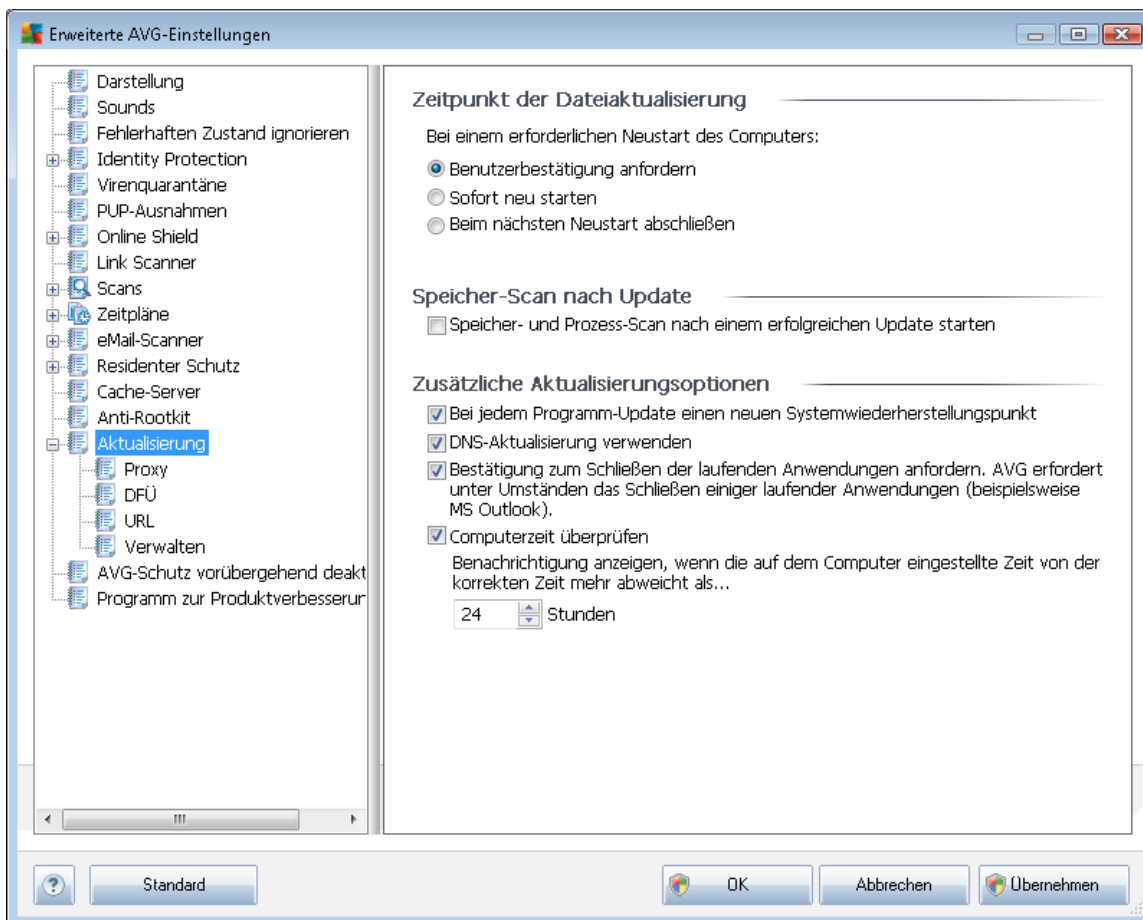 Erweiterte AVG-Einstellungen
Darstellung
Sounds
Fehlerhaften Zustand ignorieren
Identity Protection
Virenquarantäne
PUP-Ausnahmen
Online Shield
Link Scanner
Scans
Zeitpläne
eMail-Scanner
Residenter Schutz
Cache-Server
Anti-Rootkit
Aktualisierung
Proxy
DFÜ
URL
Verwalten
AVG-Schutz vorübergehend deakt
Programm zur Produktverbesserur
Zeitpunkt der Dateiaktualisierung
Bei einem erforderlichen Neustart des Computers:
Benutzerbestätigung anfordern
Sofort neu starten
Beim nächsten Neustart abschließen
Speicher-Scan nach Update
Speicher- und Prozess-Scan nach einem erfolgreichen Update starten
Zusätzliche Aktualisierungsoptionen
Bei jedem Programm-Update einen neuen Systemwiederherstellungspunkt
DNS-Aktualisierung verwenden
Bestätigung zum Schließen der laufenden Anwendungen anfordern. AVG erfordert
unter Umständen das Schließen einiger laufender Anwendungen (beispielsweise
MS Outlook).
Computerzeit überprüfen
Benachrichtigung anzeigen, wenn die auf dem Computer eingestellte Zeit von der
korrekten Zeit mehr abweicht als...
24 Stunden
? Standard OK Abbrechen Übernehmen